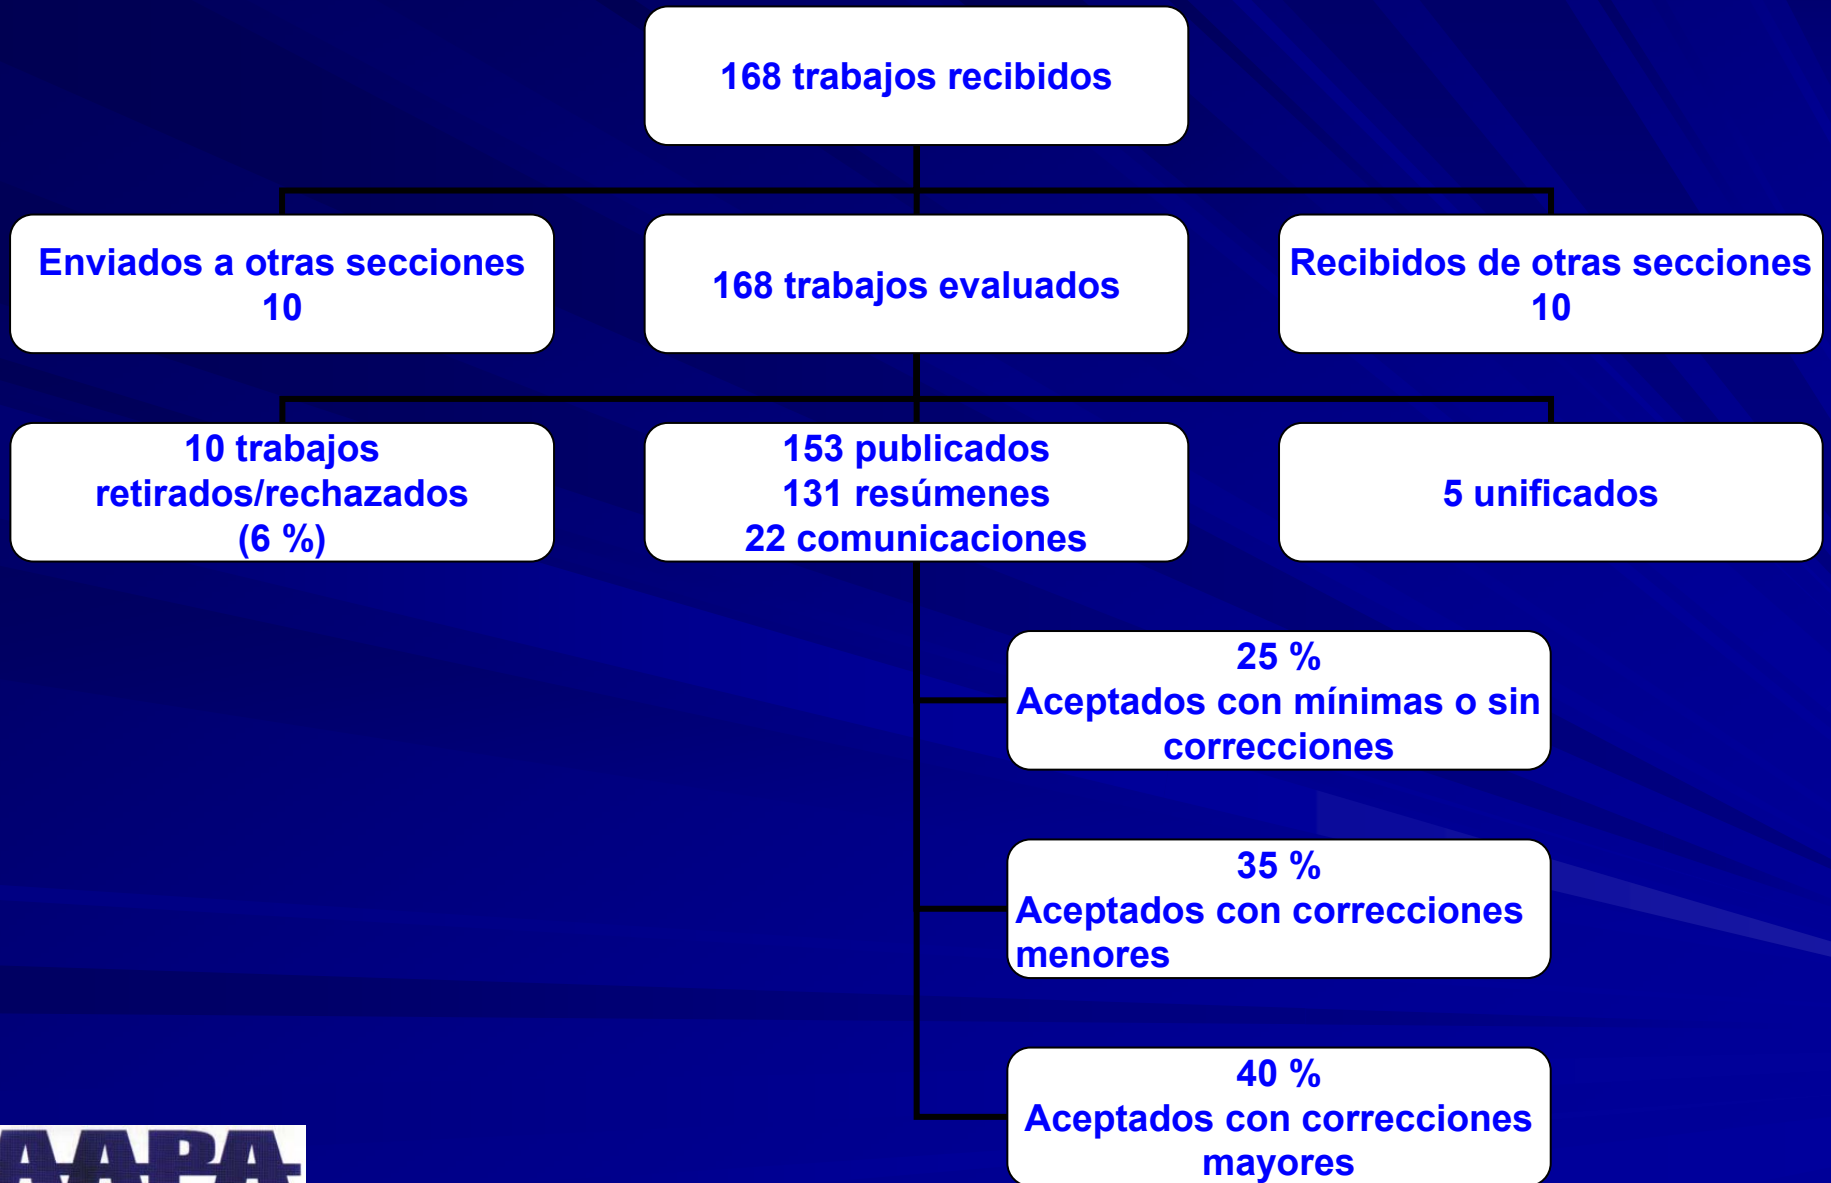 168 trabajos recibidos
Enviados a otras secciones
10
168 trabajos evaluados
Recibidos de otras secciones
10
10 trabajos
retirados/rechazados
(6 %)
153 publicados
131 resúmenes
22 comunicaciones
5 unificados
25 %
Aceptados con mínimas o sin
correcciones
35 %
Aceptados con correcciones
menores
40 %
Aceptados con correcciones
mayores
AAPA